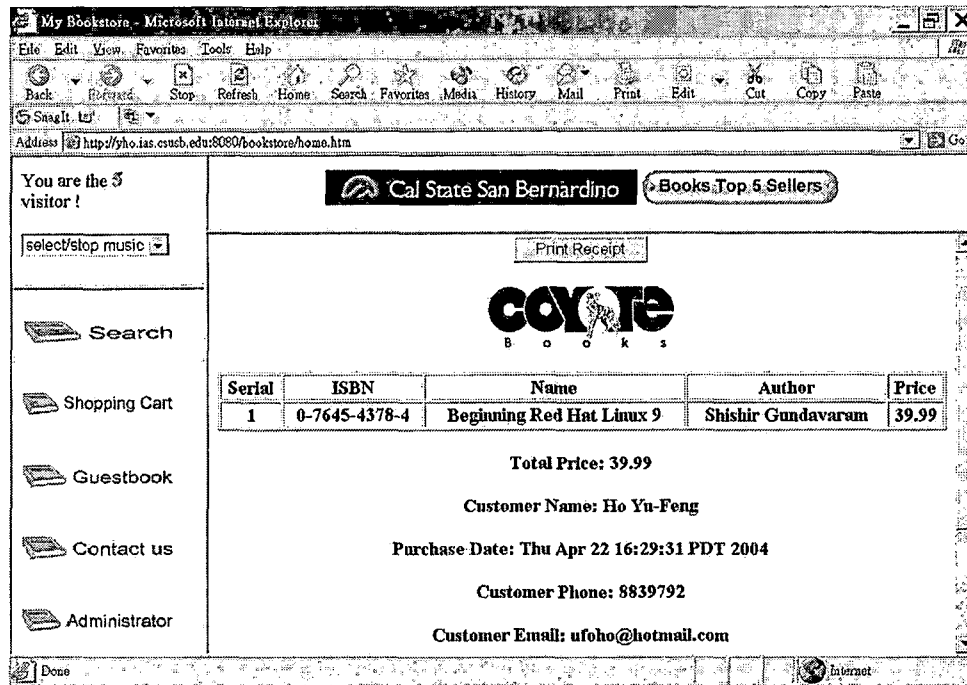 My Bookstore - Microsoft Internet Explorer
File Edit View Favorites Tools Help
Back Forward Stop Refresh Home Search Favorites Media History Mail Print Edit Cut Copy Paste
SnagIt
Address http://yho.ias.csusb.edu:8080/bookstore/home.htm Go
You are the 5
visitor !
select/stop music
Cal State San Bernardino Books Top 5 Sellers
Search
Shopping Cart
Guestbook
Contact us
Administrator
Print Receipt
COYOTE
Books
Serial ISBN Name Author Price
1 0-7645-4378-4 Beginning Red Hat Linux 9 Shishir Gundavaram 39.99
Total Price: 39.99
Customer Name: Ho Yu-Feng
Purchase Date: Thu Apr 22 16:29:31 PDT 2004
Customer Phone: 8839792
Customer Email: ufoho@hotmail.com
Done Internet